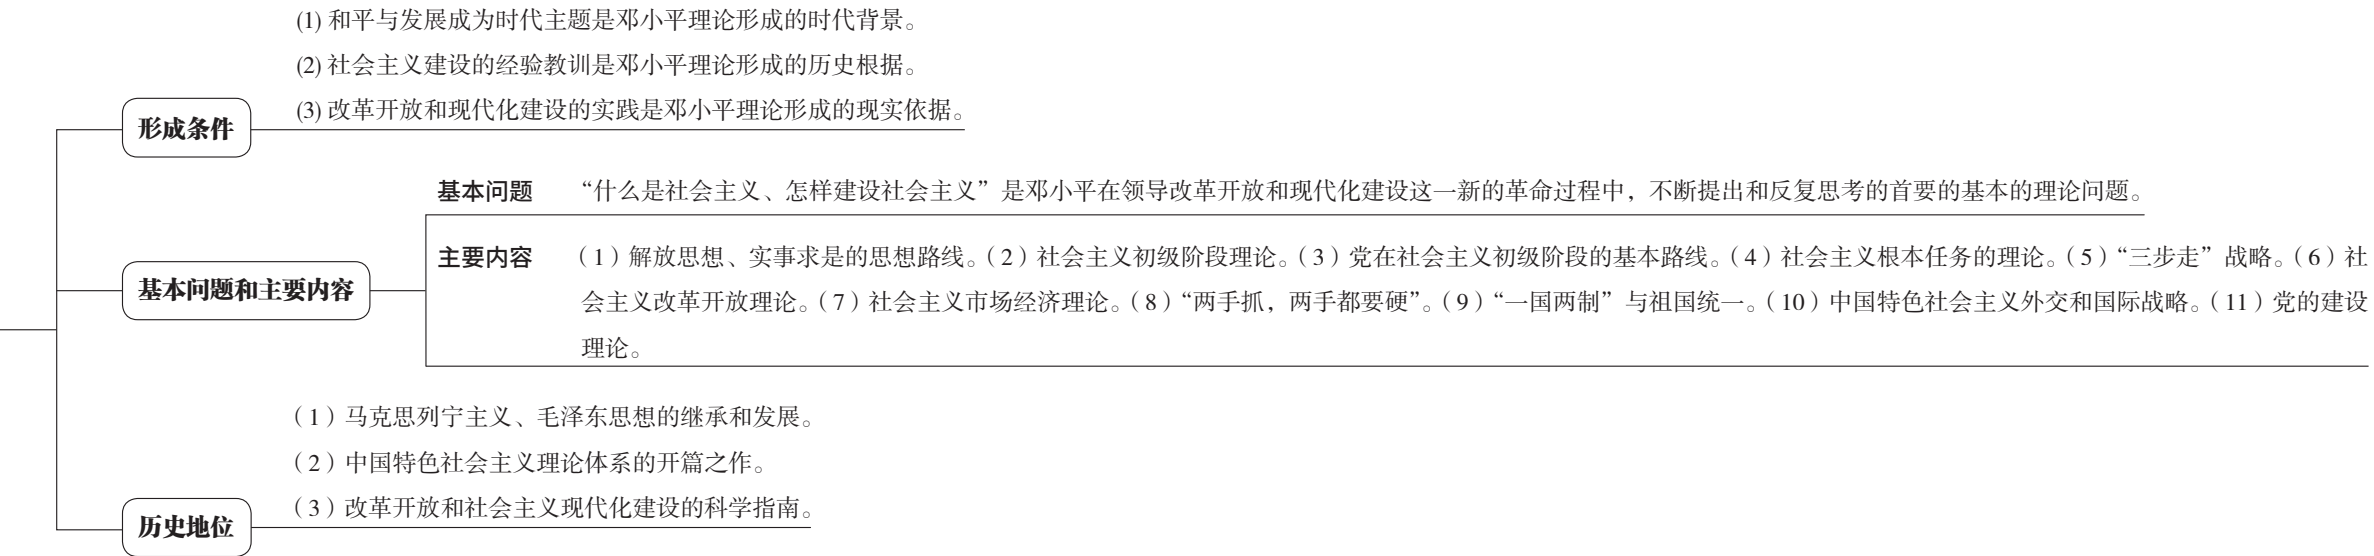 (1) 和平与发展成为时代主题是邓小平理论形成的时代背景。
(2) 社会主义建设的经验教训是邓小平理论形成的历史根据。
(3) 改革开放和现代化建设的实践是邓小平理论形成的现实依据。
形成条件
基本问题 “什么是社会主义、怎样建设社会主义”是邓小平在领导改革开放和现代化建设这一新的革命过程中，不断提出和反复思考的首要的基本的理论问题。
主要内容 （1）解放思想、实事求是的思想路线。（2）社会主义初级阶段理论。（3）党在社会主义初级阶段的基本路线。（4）社会主义根本任务的理论。（5）“三步走”战略。（6）社
基本问题和主要内容
会主义改革开放理论。（7）社会主义市场经济理论。（8）“两手抓，两手都要硬”。（9）“一国两制”与祖国统一。（10）中国特色社会主义外交和国际战略。（11）党的建设
理论。
（1）马克思列宁主义、毛泽东思想的继承和发展。
（2）中国特色社会主义理论体系的开篇之作。
（3）改革开放和社会主义现代化建设的科学指南。
历史地位